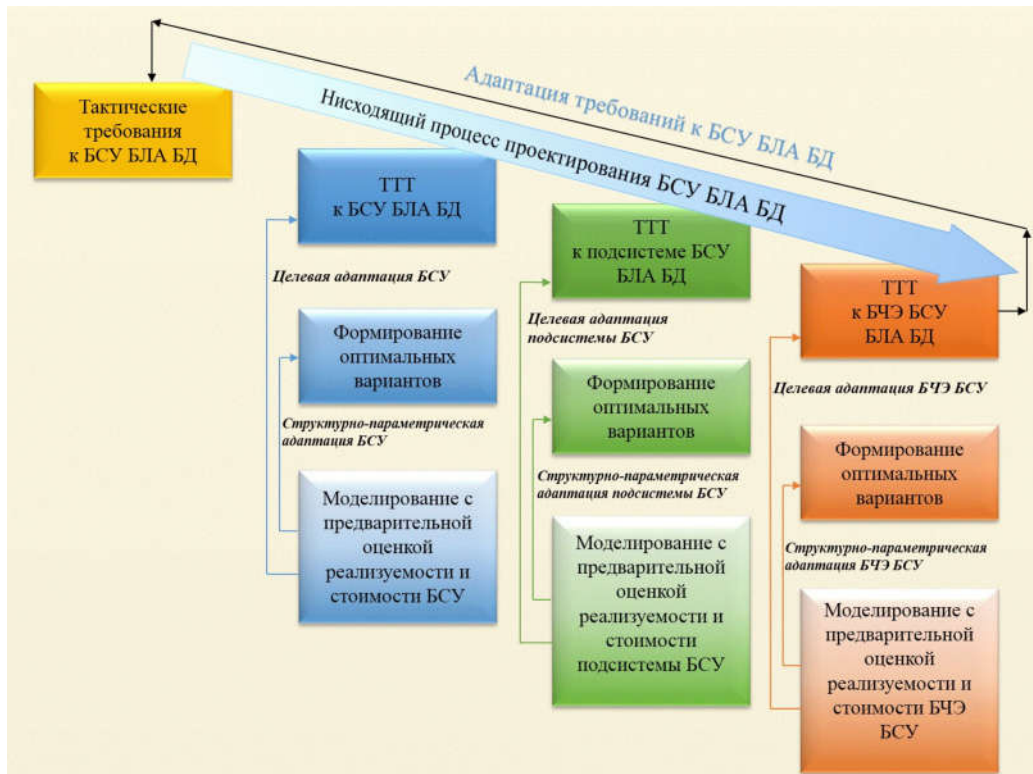 Адаптация требований к БСУ БЛА БД
Нисходящий процесс проектирования БСУ БЛА БД
Тактические
требования
к БСУ БЛА БД
ТТТ
к БСУ БЛА БД
Целевая адаптация БСУ
Формирование
оптимальных
вариантов
Структурно-параметрическая
адаптация БСУ
Моделирование с
предварительной
оценкой
реализуемости и
стоимости БСУ
ТТТ
к подсистеме БСУ
БЛА БД
Целевая адаптация
подсистемы БСУ
Формирование
оптимальных
вариантов
Структурно-параметрическая
адаптация подсистемы БСУ
Моделирование с
предварительной
оценкой
реализуемости и
стоимости
подсистемы БСУ
ТТТ
к БЧЭ БСУ
БЛА БД
Целевая адаптация БЧЭ БСУ
Формирование
оптимальных
вариантов
Структурно-параметрическая
адаптация БЧЭ БСУ
Моделирование с
предварительной
оценкой
реализуемости и
стоимости БЧЭ
БСУ